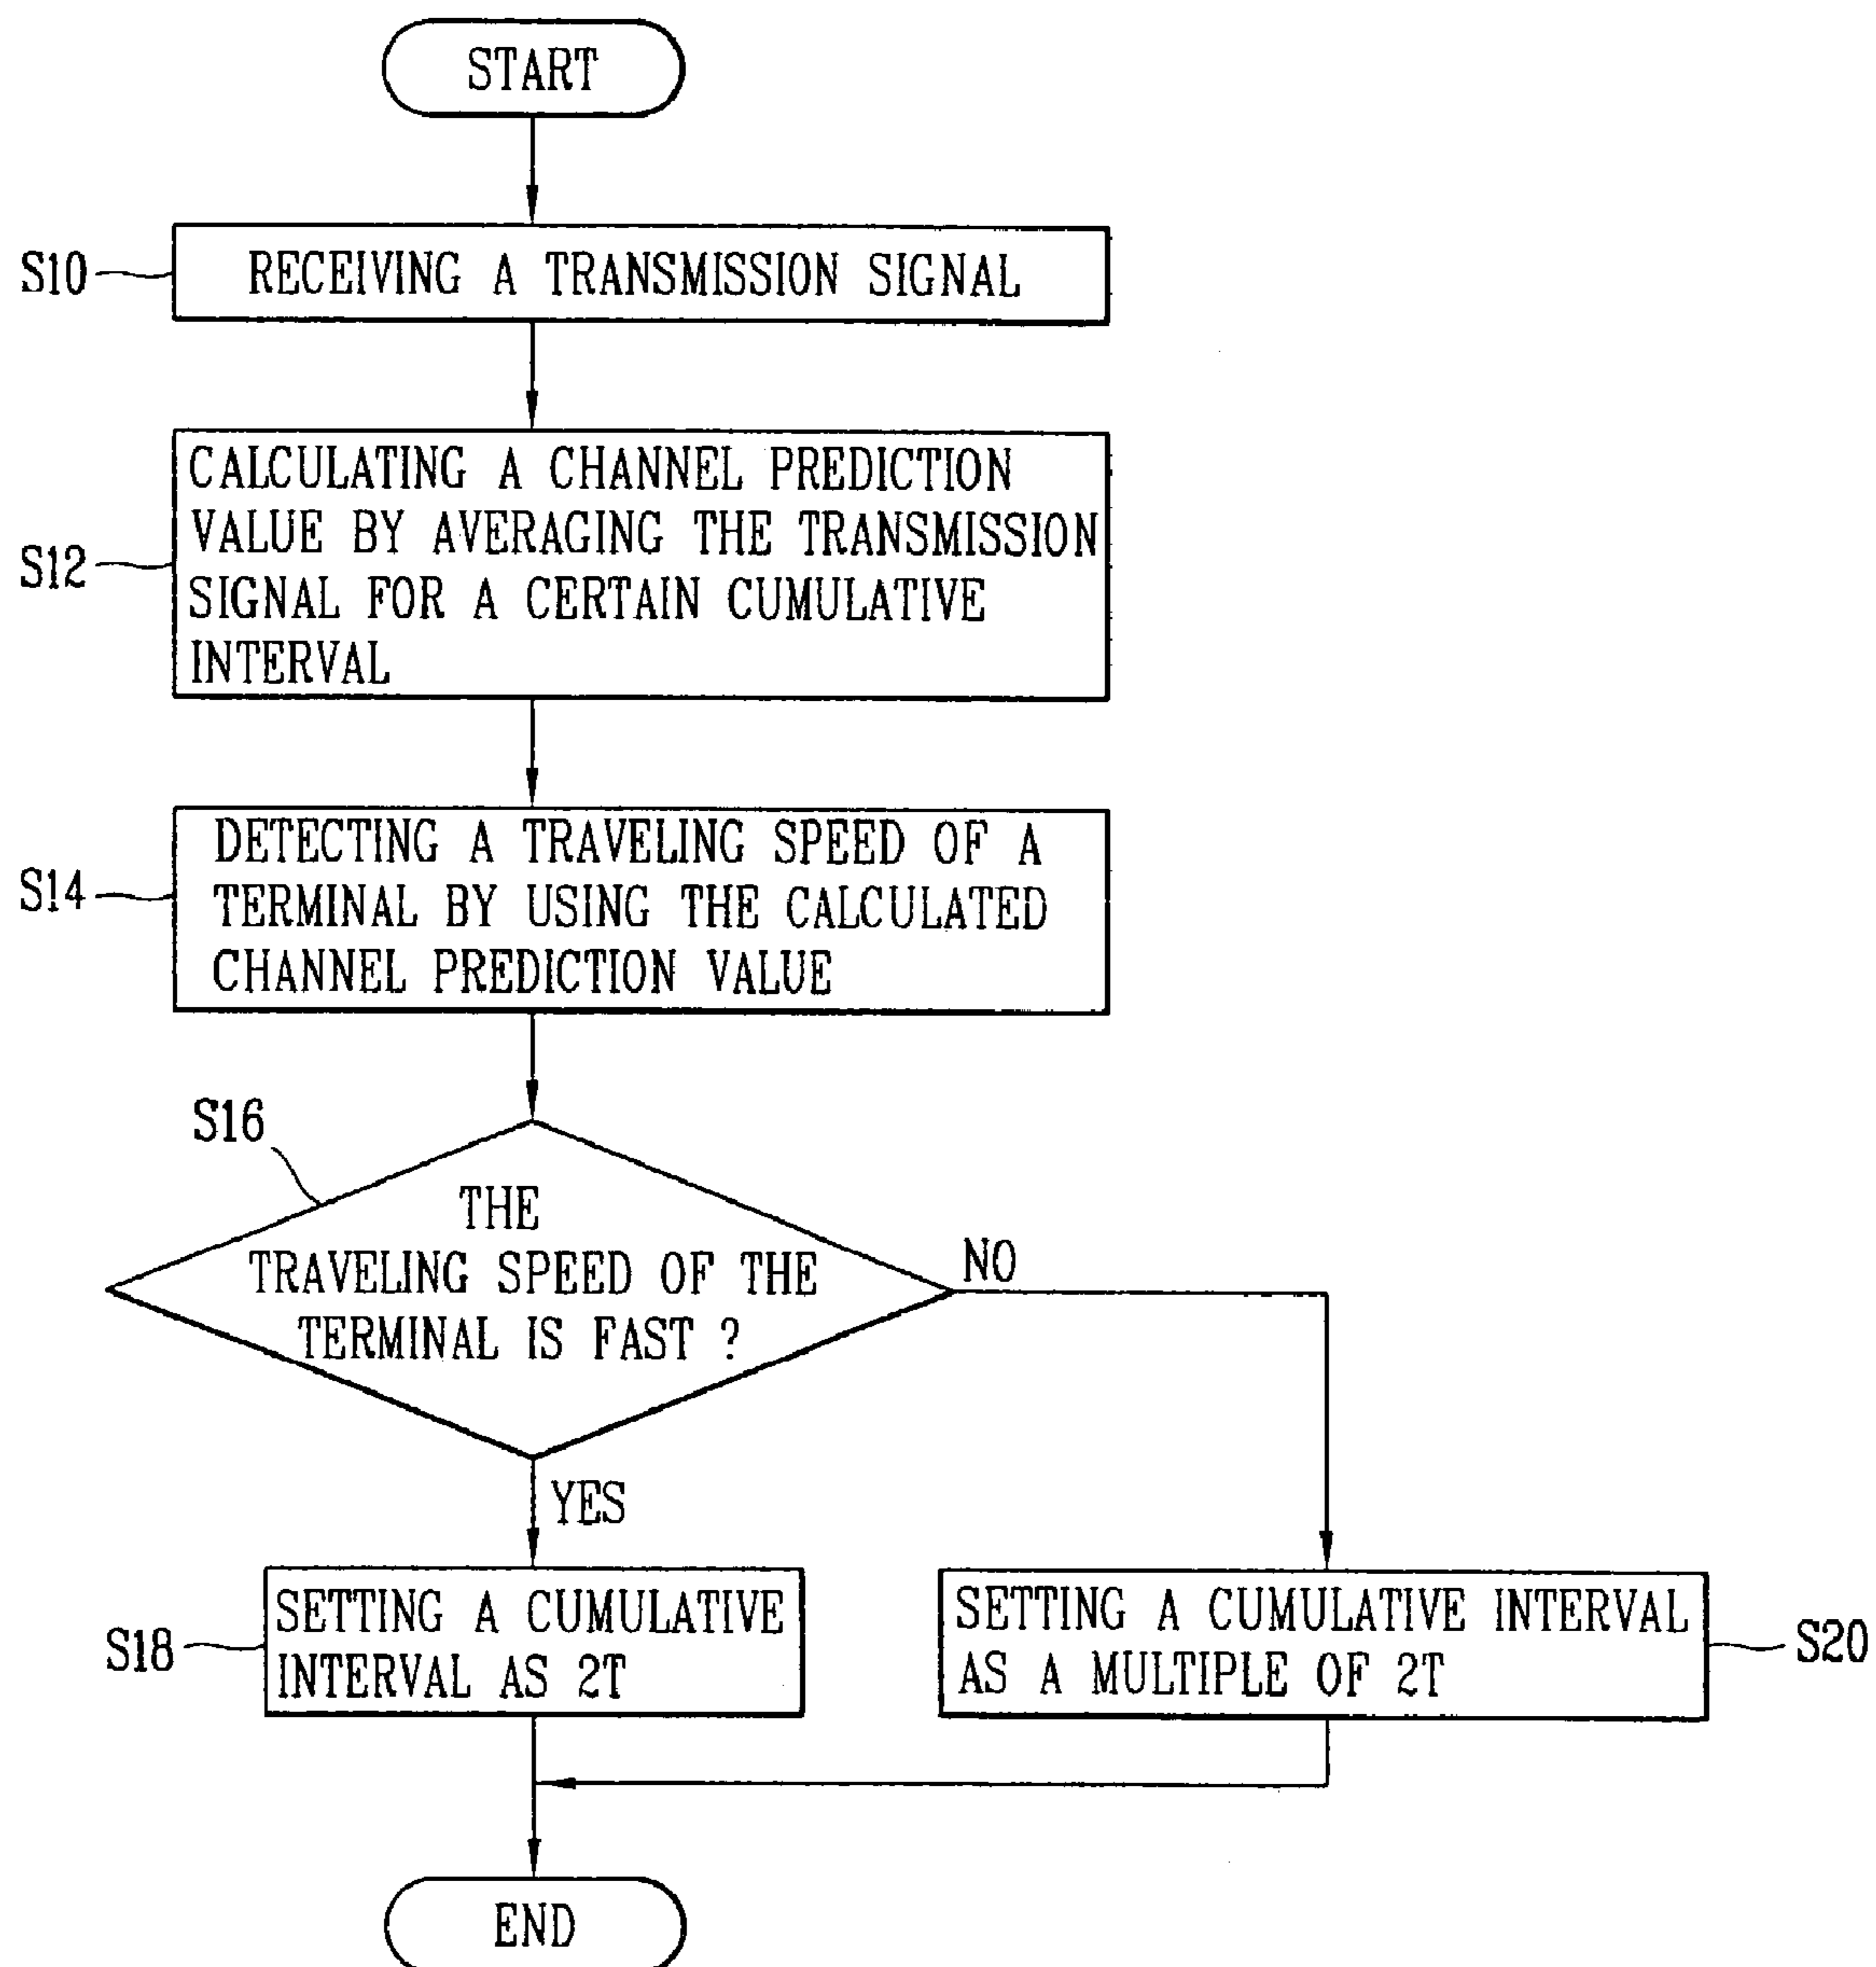 START
S10
RECEIVING A TRANSMISSION SIGNAL
S12
CALCULATING A CHANNEL PREDICTION
VALUE BY AVERAGING THE TRANSMISSION
SIGNAL FOR A CERTAIN CUMULATIVE
INTERVAL
S14
DETECTING A TRAVELING SPEED OF A
TERMINAL BY USING THE CALCULATED
CHANNEL PREDICTION VALUE
S16
THE
TRAVELING SPEED OF THE
TERMINAL IS FAST ?
NO
YES
S18
SETTING A CUMULATIVE
INTERVAL AS 2T
SETTING A CUMULATIVE INTERVAL
AS A MULTIPLE OF 2T
S20
END